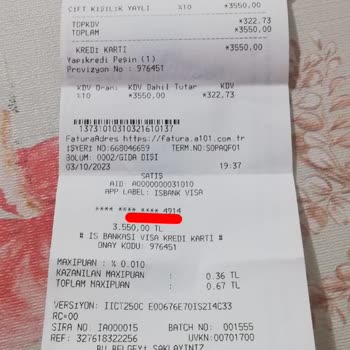 ÇİFT KİŞİLİK YAYLI %10 *3550,00
TOPKDV *322,73
TOPLAM *3550,00
KREDİ KARTI *3550,00
Yapıkredi Peşin (1)
Previzyon No : 976451
KDV Oranı KDV Dahil Tutar KDV
%10 *3550,00 *322,73
13731010310321610137
FaturaAdres https://fatura.a101.com.tr
İŞYERİ NO:668046659 TERM.NO:S0PAQF01
BÖLÜM: 0002/GIDA DIŞI
03/10/2023 19:37
SATIŞ
AID: A0000000031010
APP LABEL: ISBANK VISA
**** **** **** 4914
3.550,00 TL
# İŞ BANKASI VISA KREDİ KARTI #
ONAY KODU: 976451
MAXIPUAN : % 0.010
KAZANILAN MAXIPUAN : 0.36 TL
TOPLAM MAXIPUAN : 0.67 TL
VERSİYON: IICT250C E00676E70IS2I4C33
RC=00
SIRA NO : IA000015 BATCH NO : 001555
REF: 327618322256 UVKN:00701700
BU BELGEYİ SAKLAYINIZ